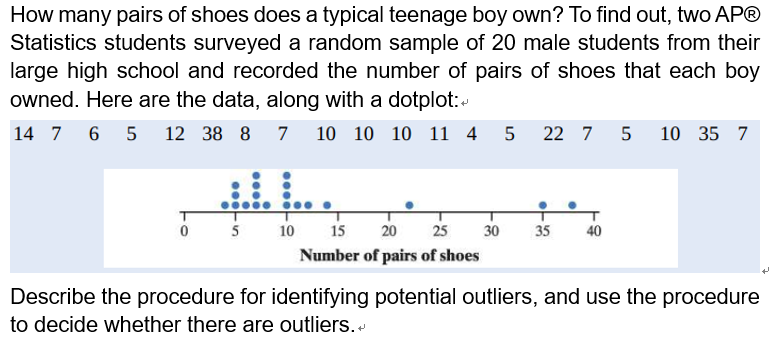 How many pairs of shoes does a typical teenage boy own? To find out, two AP®
Statistics students surveyed a random sample of 20 male students from their
large high school and recorded the number of pairs of shoes that each boy
owned. Here are the data, along with a dotplot:
14 7 6 5 12 38 8 7 10 10 10 11 4 5 22 7 5 10 35 7
0 5 10 15 20 25 30 35 40
Number of pairs of shoes
Describe the procedure for identifying potential outliers, and use the procedure
to decide whether there are outliers.